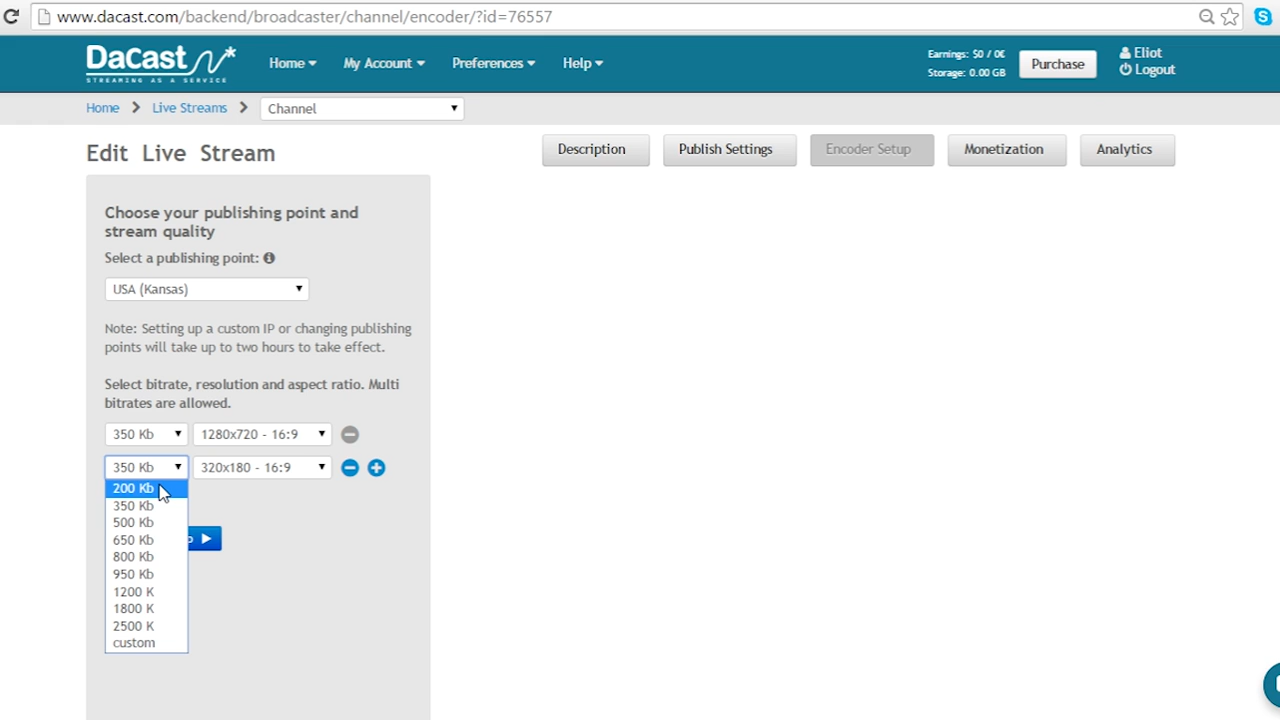 www.dacast.com/backend/broadcaster/channel/encoder/?id=76557
DaCast
STREAMING AS A SERVICE
Home
My Account
Preferences
Help
Earnings: $0 / 0€
Storage: 0.00 GB
Purchase
Eliot
Logout
Home
Live Streams
Channel
Edit Live Stream
Description
Publish Settings
Encoder Setup
Monetization
Analytics
Choose your publishing point and
stream quality
Select a publishing point:
USA (Kansas)
Note: Setting up a custom IP or changing publishing
points will take up to two hours to take effect.
Select bitrate, resolution and aspect ratio. Multi
bitrates are allowed.
350 Kb
1280x720 - 16:9
350 Kb
320x180 - 16:9
200 Kb
350 Kb
500 Kb
650 Kb
800 Kb
950 Kb
1200 K
1800 K
2500 K
custom